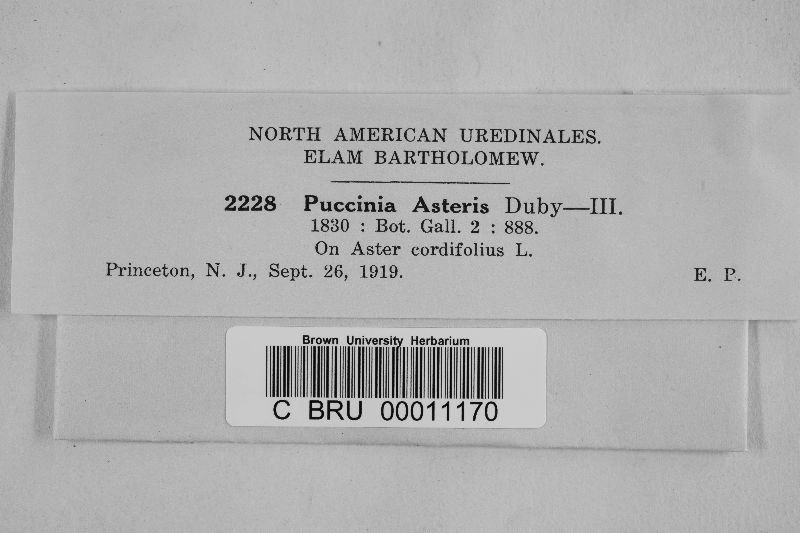 NORTH AMERICAN UREDINALES.
ELAM BARTHOLOMEW.
2228 Puccinia Asteris Duby—III.
1830 : Bot. Gall. 2 : 888.
On Aster cordifolius L.
Princeton, N. J., Sept. 26, 1919. E. P.
Brown University Herbarium
C BRU 00011170